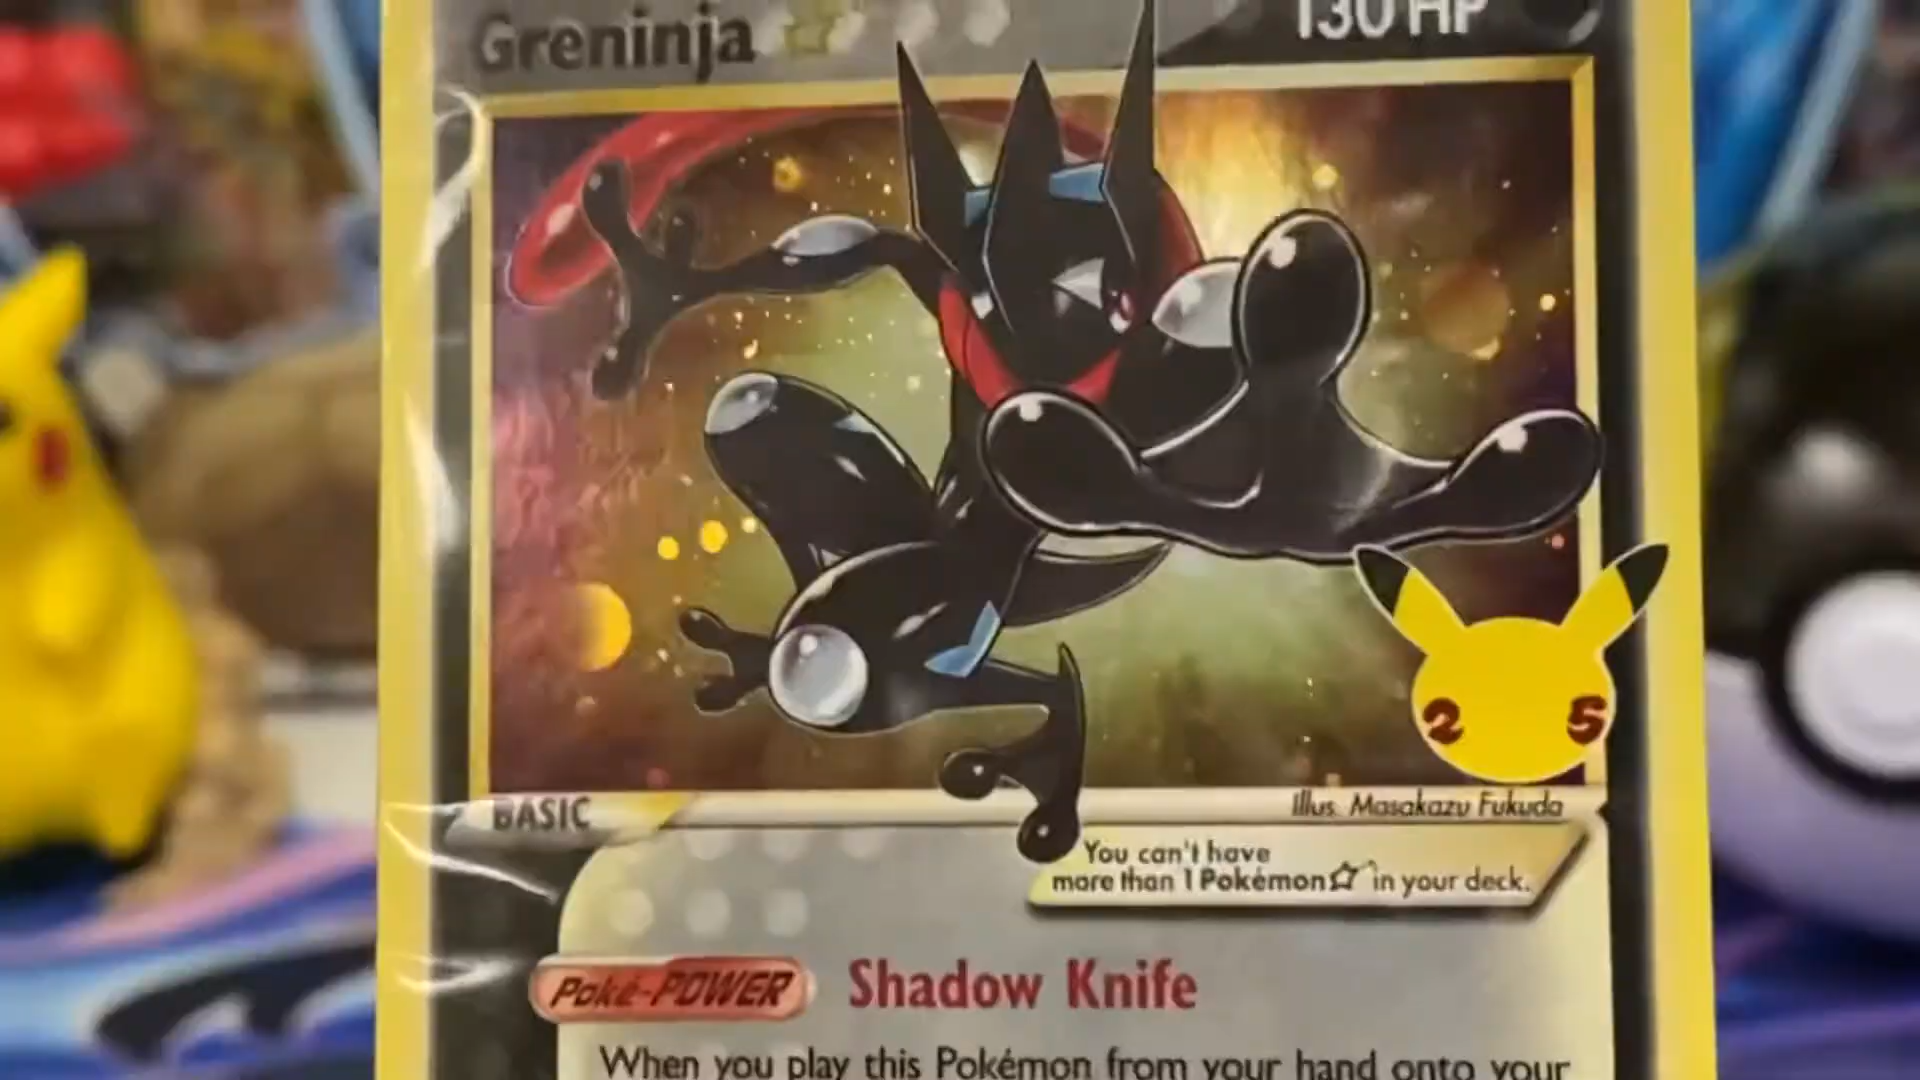 Greninja ☆
130 HP
2 5
BASIC
Illus. Masakazu Fukuda
You can't have
more than 1 Pokémon☆ in your deck.
Poké-POWER Shadow Knife
When you play this Pokémon from your hand onto your